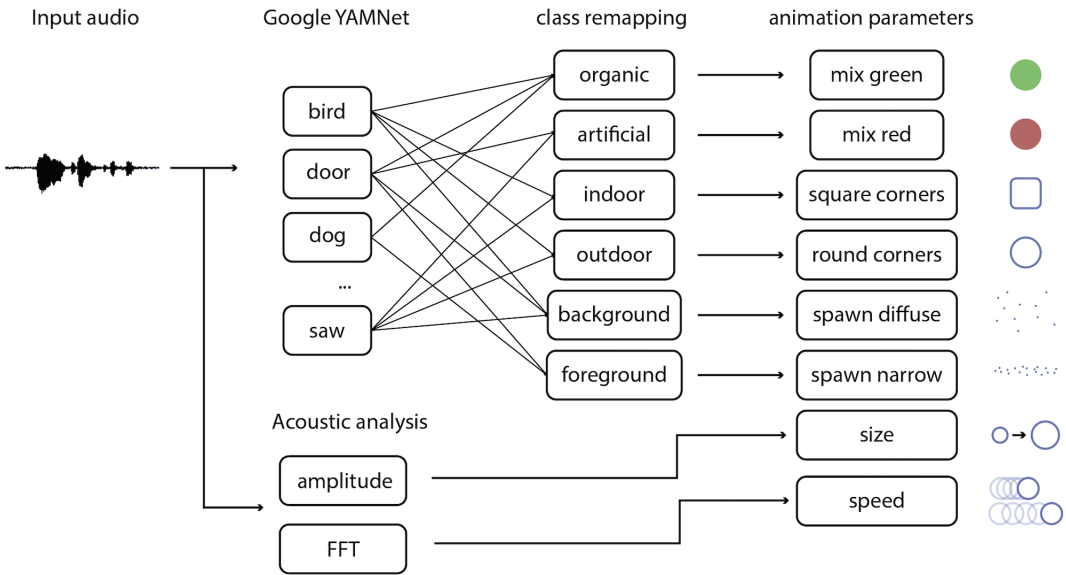 Input audio
Google YAMNet
class remapping
animation parameters
bird
door
dog
...
saw
organic
artificial
indoor
outdoor
background
foreground
mix green
mix red
square corners
round corners
spawn diffuse
spawn narrow
Acoustic analysis
amplitude
FFT
size
speed